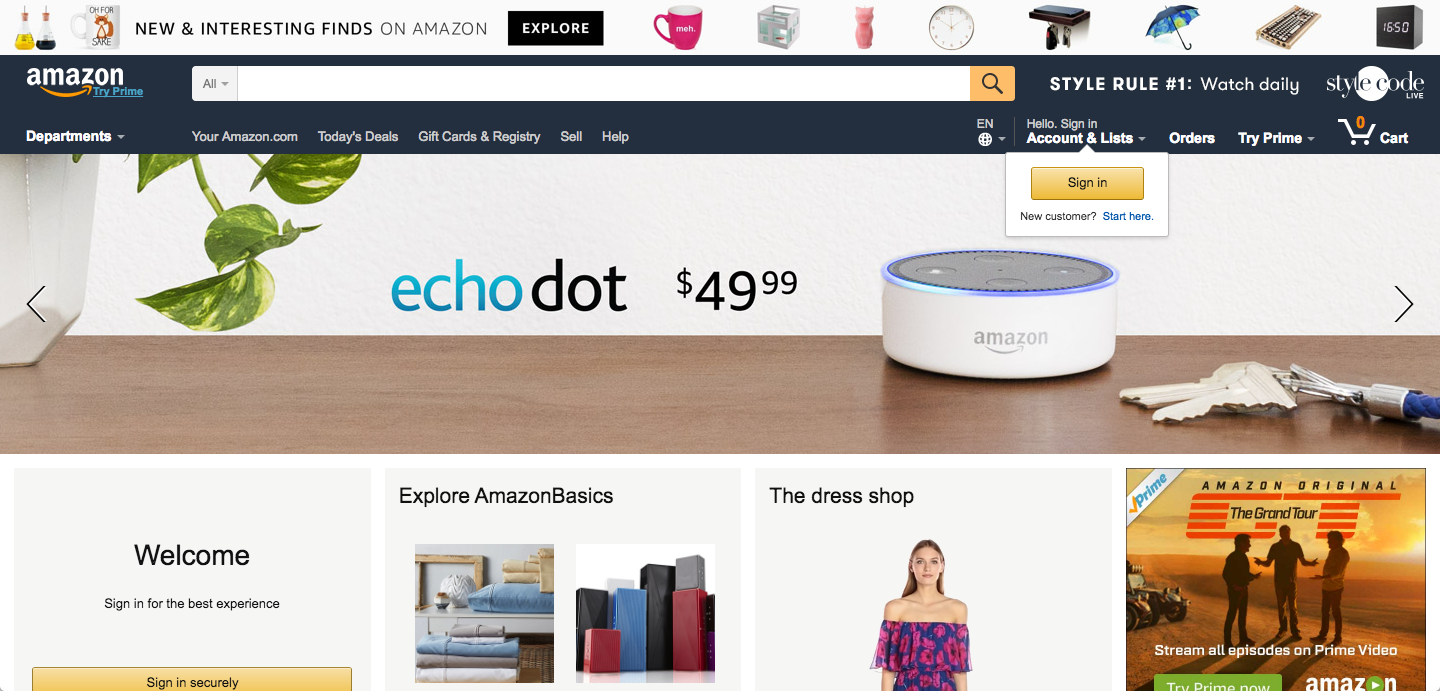 OH FOR
SAKE
NEW & INTERESTING FINDS ON AMAZON
EXPLORE
meh.
16:50
amazon
Try Prime
All
STYLE RULE #1: Watch daily
style code
LIVE
Departments
Your Amazon.com
Today's Deals
Gift Cards & Registry
Sell
Help
EN
Hello. Sign in
Account & Lists
Orders
Try Prime
0
Cart
Sign in
New customer? Start here.
echo dot
$49 99
amazon
Welcome
Sign in for the best experience
Sign in securely
Explore AmazonBasics
The dress shop
Prime
AMAZON ORIGINAL
The Grand Tour
Stream all episodes on Prime Video
Try Prime now
amazon